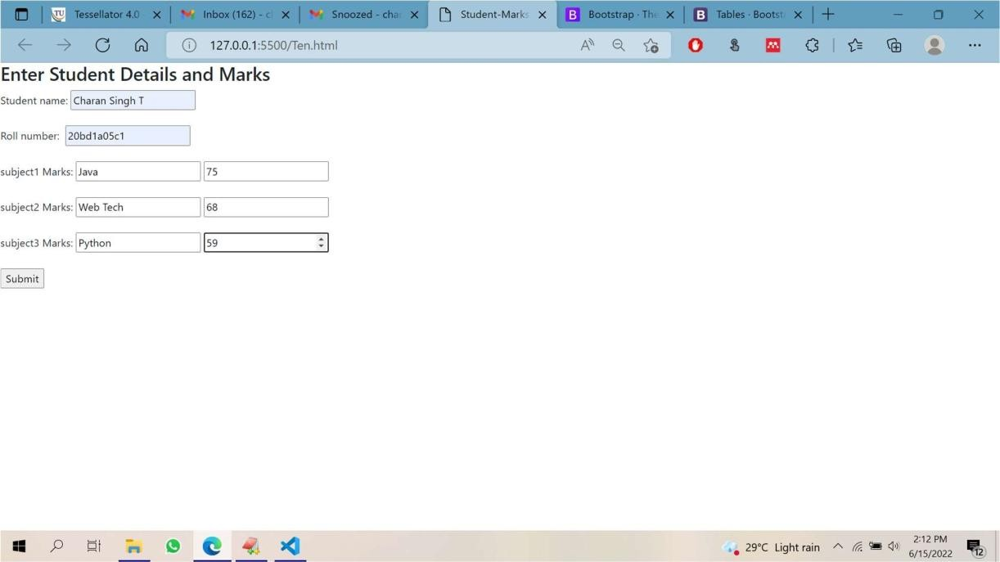 Tessellator 4.0
Inbox (162) - cl
Snoozed - char
Student-Marks
Bootstrap · The
Tables · Bootst
127.0.0.1:5500/Ten.html
Enter Student Details and Marks
Student name: Charan Singh T
Roll number: 20bd1a05c1
subject1 Marks: Java 75
subject2 Marks: Web Tech 68
subject3 Marks: Python 59
Submit
29°C Light rain
2:12 PM
6/15/2022
12